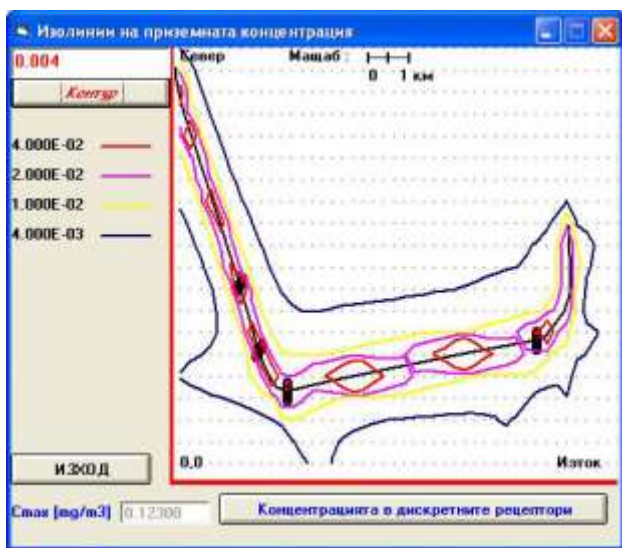 Изолинии на приземната концентрация
0.004
Контур
4.000E-02
2.000E-02
1.000E-02
4.000E-03
Север
Мащаб :
0 1 км
0,0
Изток
ИЗХОД
Cmax [mg/m3] 0.12300
Концентрацията в дискретните рецептори